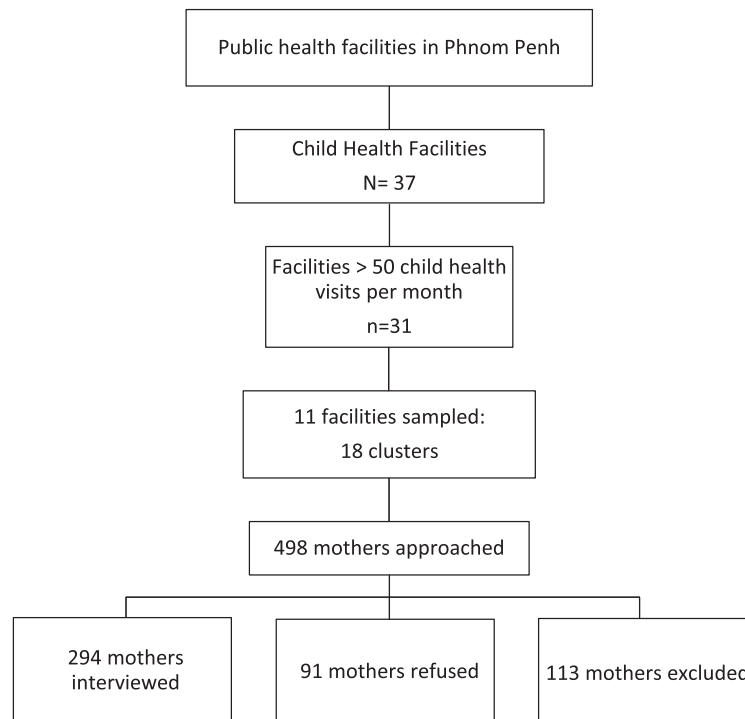 Public health facilities in Phnom Penh
Child Health Facilities
N= 37
Facilities > 50 child health
visits per month
n=31
11 facilities sampled:
18 clusters
498 mothers approached
294 mothers
interviewed
91 mothers refused
113 mothers excluded